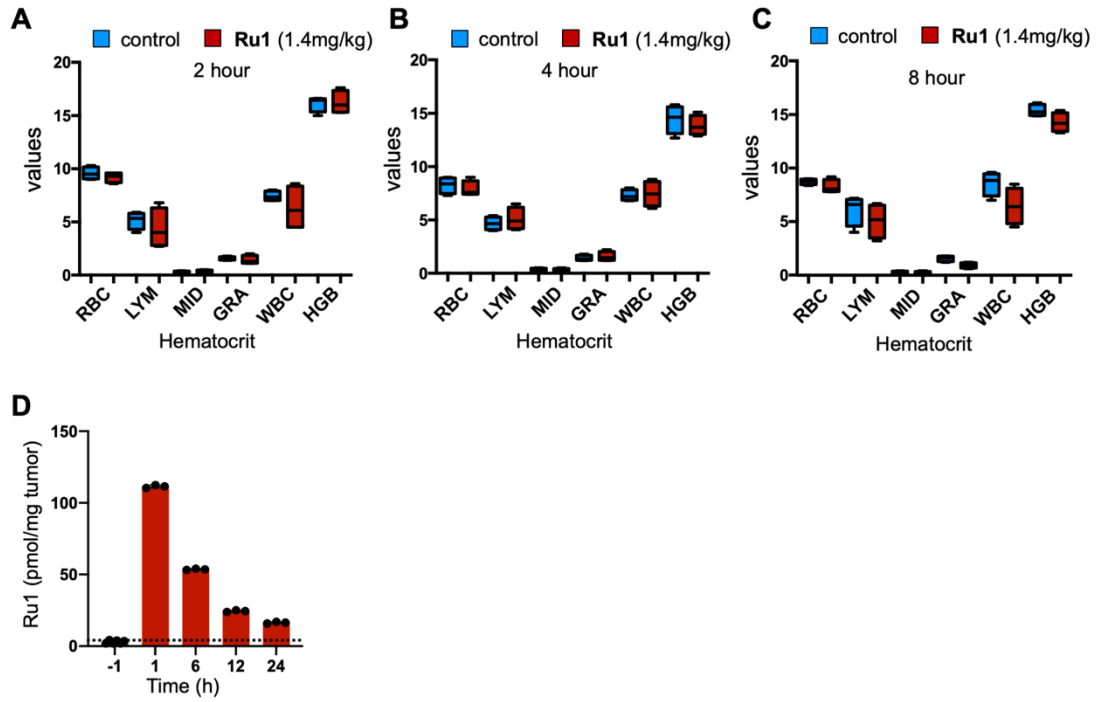 A
control
Ru1 (1.4mg/kg)
2 hour
values
20
15
10
5
0
RBC
LYM
MID
GRA
WBC
HGB
Hematocrit
B
control
Ru1 (1.4mg/kg)
4 hour
20
15
10
5
0
RBC
LYM
MID
GRA
WBC
HGB
Hematocrit
C
control
Ru1 (1.4mg/kg)
8 hour
values
20
15
10
5
0
RBC
LYM
MID
GRA
WBC
HGB
Hematocrit
D
Ru1 (pmol/mg tumor)
150
100
50
0
-1
1
6
12
24
Time (h)